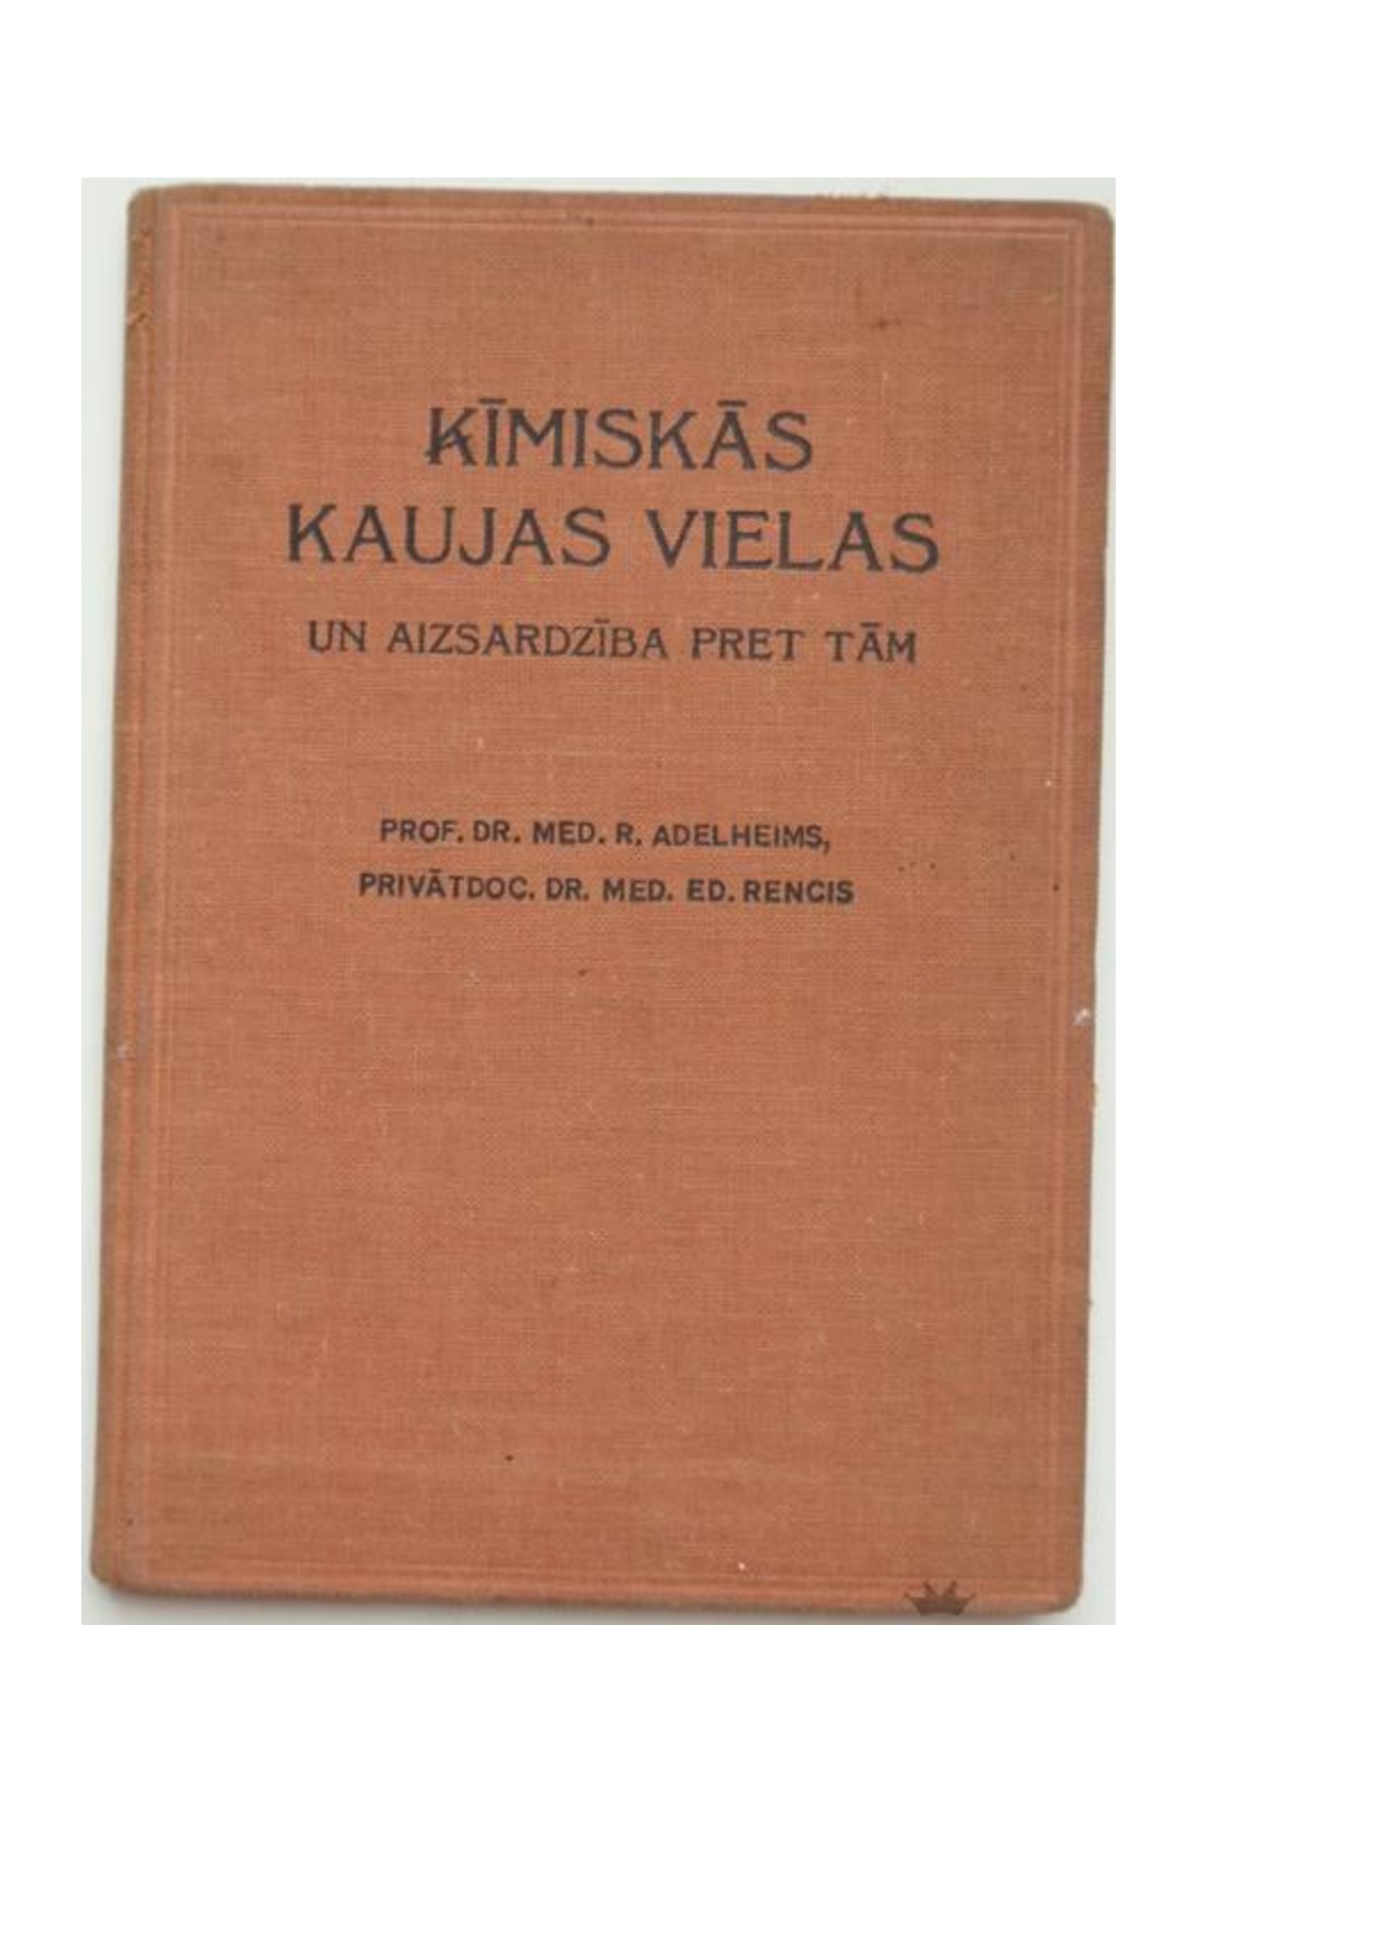 ĶĪMISKĀS
KAUJAS VIELAS
UN AIZSARDZĪBA PRET TĀM
PROF. DR. MED. R. ADELHEIMS,
PRIVĀTDOC. DR. MED. ED. RENCIS